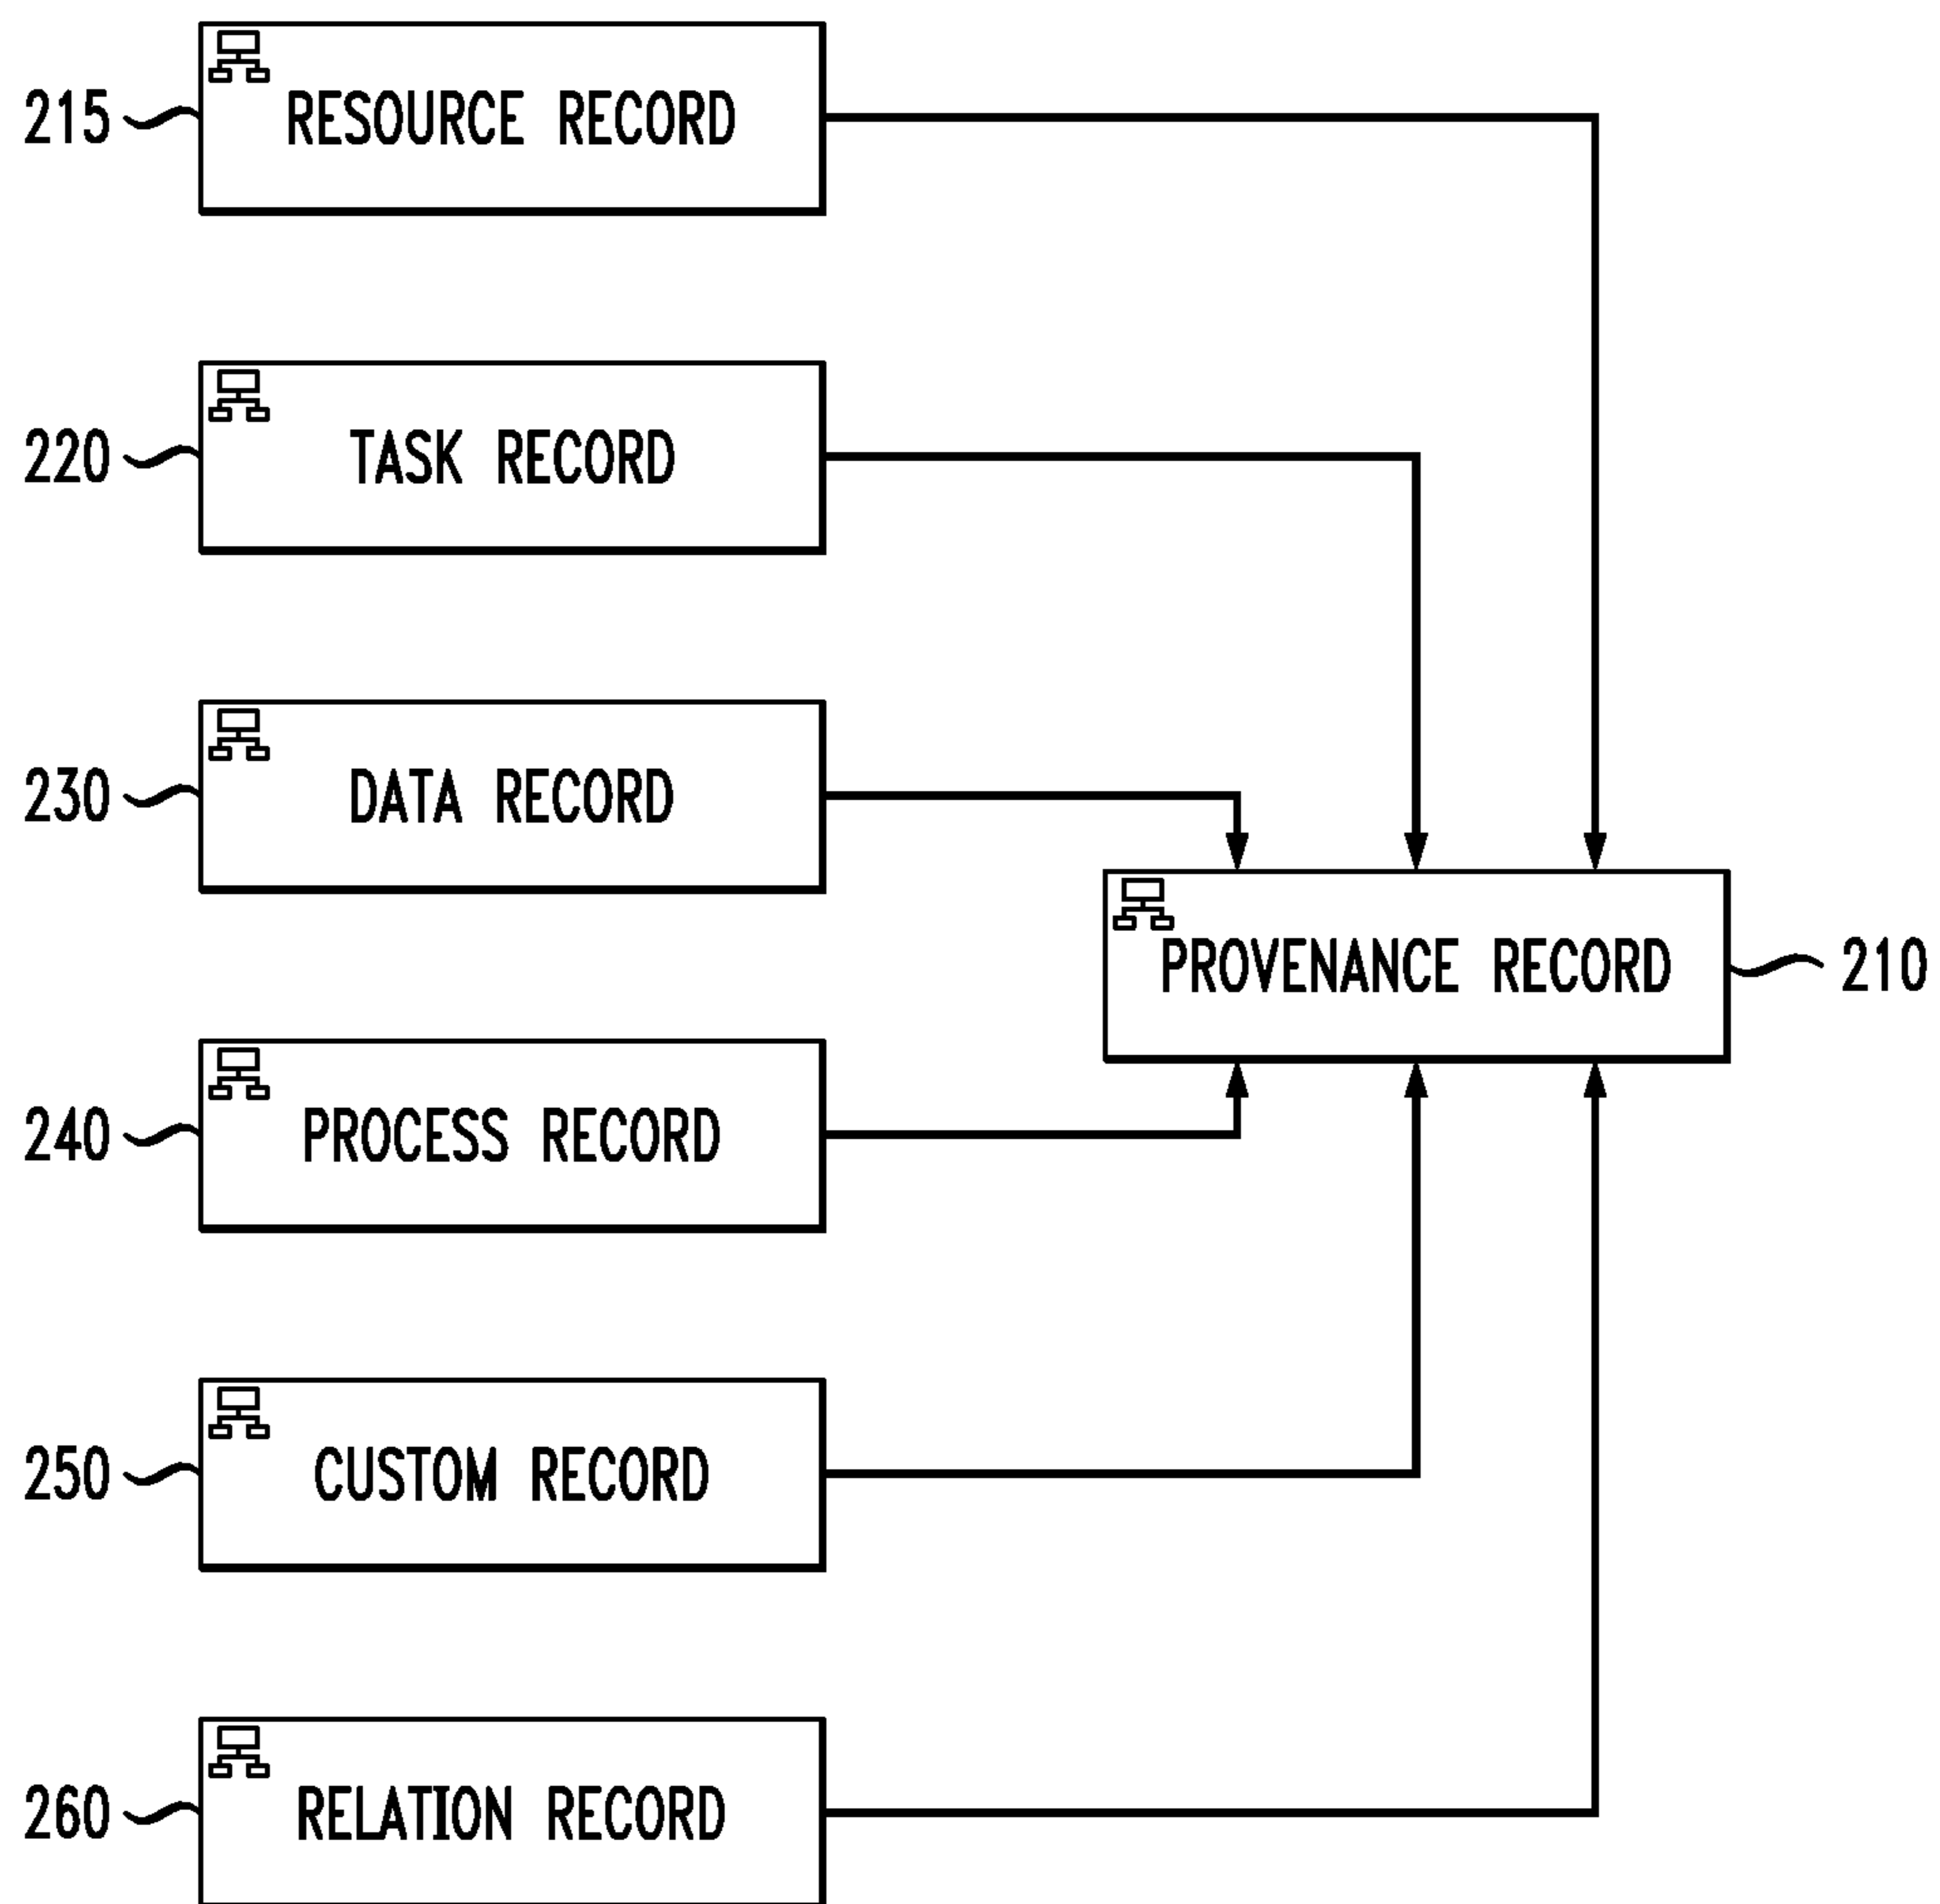 215 RESOURCE RECORD
220 TASK RECORD
230 DATA RECORD
PROVENANCE RECORD 210
240 PROCESS RECORD
250 CUSTOM RECORD
260 RELATION RECORD